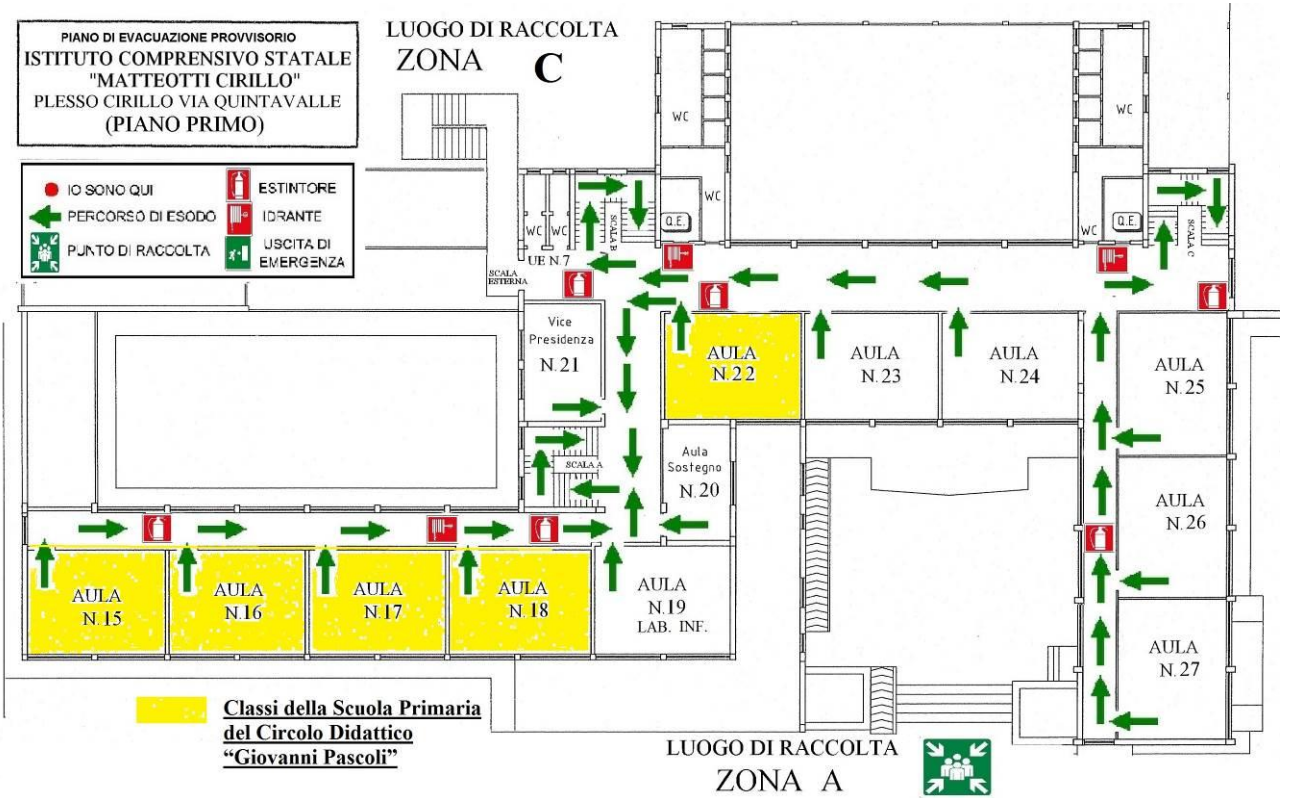 PIANO DI EVACUAZIONE PROVVISORIO
ISTITUTO COMPRENSIVO STATALE
"MATTEOTTI CIRILLO"
PLESSO CIRILLO VIA QUINTAVALLE
(PIANO PRIMO)
LUOGO DI RACCOLTA
ZONA C
IO SONO QUI
ESTINTORE
PERCORSO DI ESODO
IDRANTE
PUNTO DI RACCOLTA
USCITA DI
EMERGENZA
WC
WC
WC
WC
WC
WC
Q.E.
Q.E.
SCALA B
SCALA C
UE N.7
SCALA
ESTERNA
Vice
Presidenza
N.21
AULA
N.22
AULA
N.23
AULA
N.24
AULA
N.25
SCALA A
Aula
Sostegno
N.20
AULA
N.26
AULA
N.15
AULA
N.16
AULA
N.17
AULA
N.18
AULA
N.19
LAB. INF.
AULA
N.27
Classi della Scuola Primaria
del Circolo Didattico
“Giovanni Pascoli”
LUOGO DI RACCOLTA
ZONA A